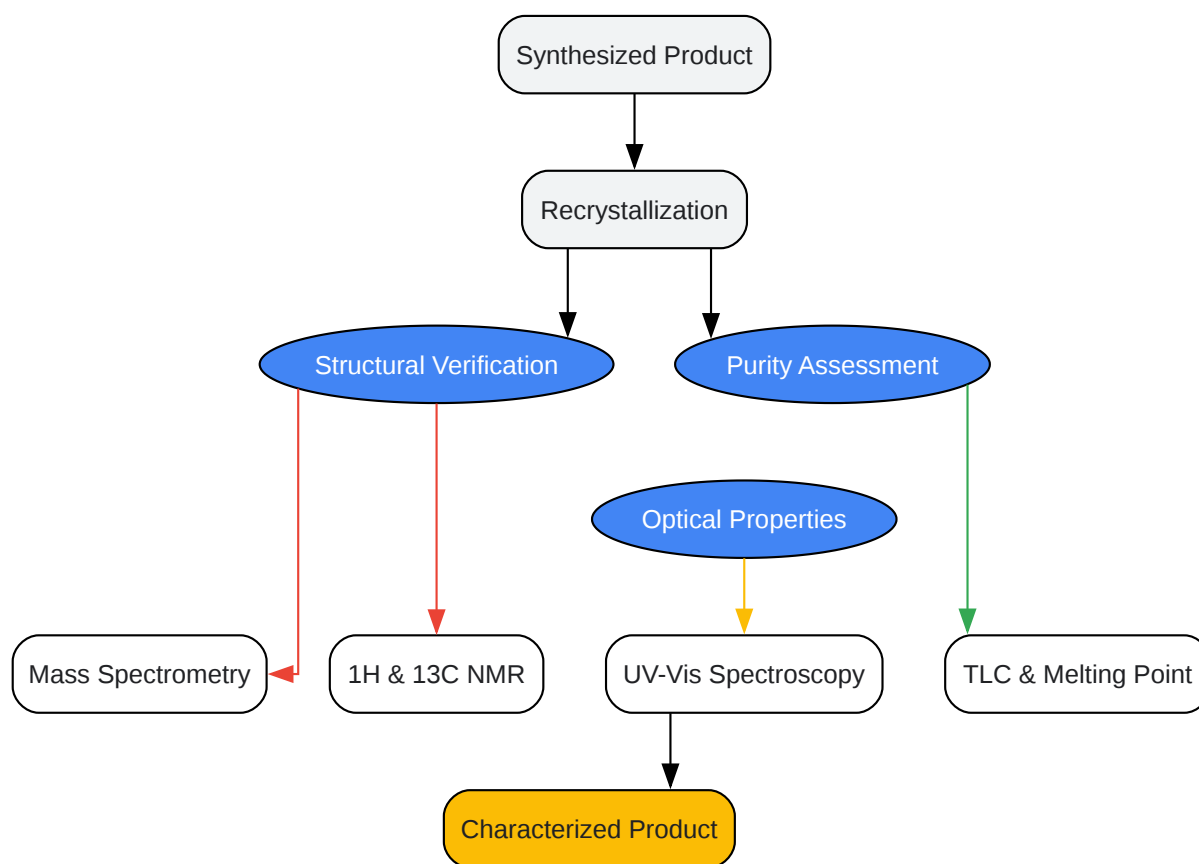 Synthesized Product
Recrystallization
Structural Verification
Purity Assessment
Optical Properties
Mass Spectrometry
1H & 13C NMR
UV-Vis Spectroscopy
TLC & Melting Point
Characterized Product